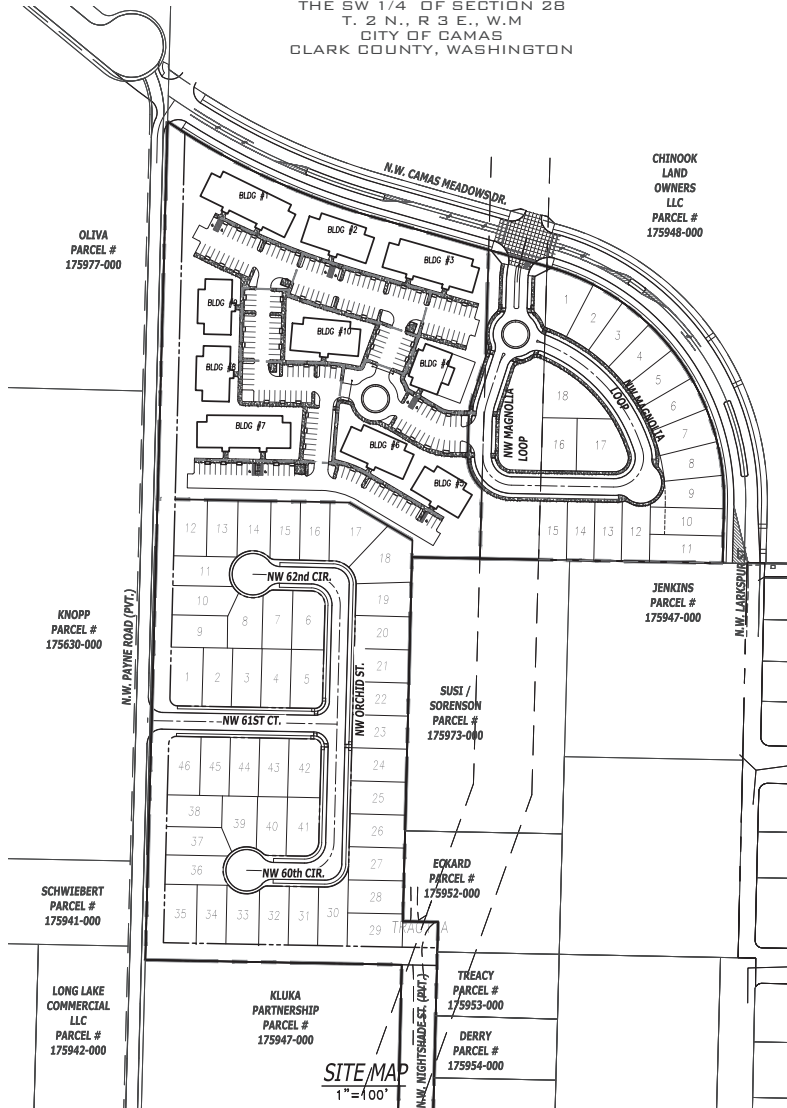 THE SW 1/4 OF SECTION 28
T. 2 N., R 3 E., W.M
CITY OF CAMAS
CLARK COUNTY, WASHINGTON
N.W. CAMAS MEADOWS DR.
CHINOOK
LAND
OWNERS
LLC
PARCEL #
175948-000
OLIVA
PARCEL #
175977-000
BLDG #1
BLDG #2
BLDG #3
BLDG #9
BLDG #10
BLDG #8
BLDG #4
BLDG #7
BLDG #6
BLDG #5
1
2
3
4
5
6
7
8
9
10
11
18
16
17
15
14
13
12
NW MAGNOLIA
LOOP
NW MAGNOLIA
LOOP
12
13
14
15
16
17
18
11
NW 62nd CIR.
10
9
8
7
6
19
20
21
22
23
1
2
3
4
5
NW ORCHID ST.
NW 61ST CT.
N.W. PAYNE ROAD (PVT.)
KNOPP
PARCEL #
175630-000
JENKINS
PARCEL #
175947-000
N.W. LARKSPUR ST.
SUSI /
SORENSON
PARCEL #
175973-000
46
45
44
43
42
24
25
26
27
28
29
38
39
40
41
37
36
NW 60th CIR.
35
34
33
32
31
30
TRACT A
ECKARD
PARCEL #
175952-000
SCHWIEBERT
PARCEL #
175941-000
LONG LAKE
COMMERCIAL
LLC
PARCEL #
175942-000
KLUKA
PARTNERSHIP
PARCEL #
175947-000
TREACY
PARCEL #
175953-000
DERRY
PARCEL #
175954-000
N.W. NIGHTSHADE ST. (PVT.)
SITE MAP
1"=100'